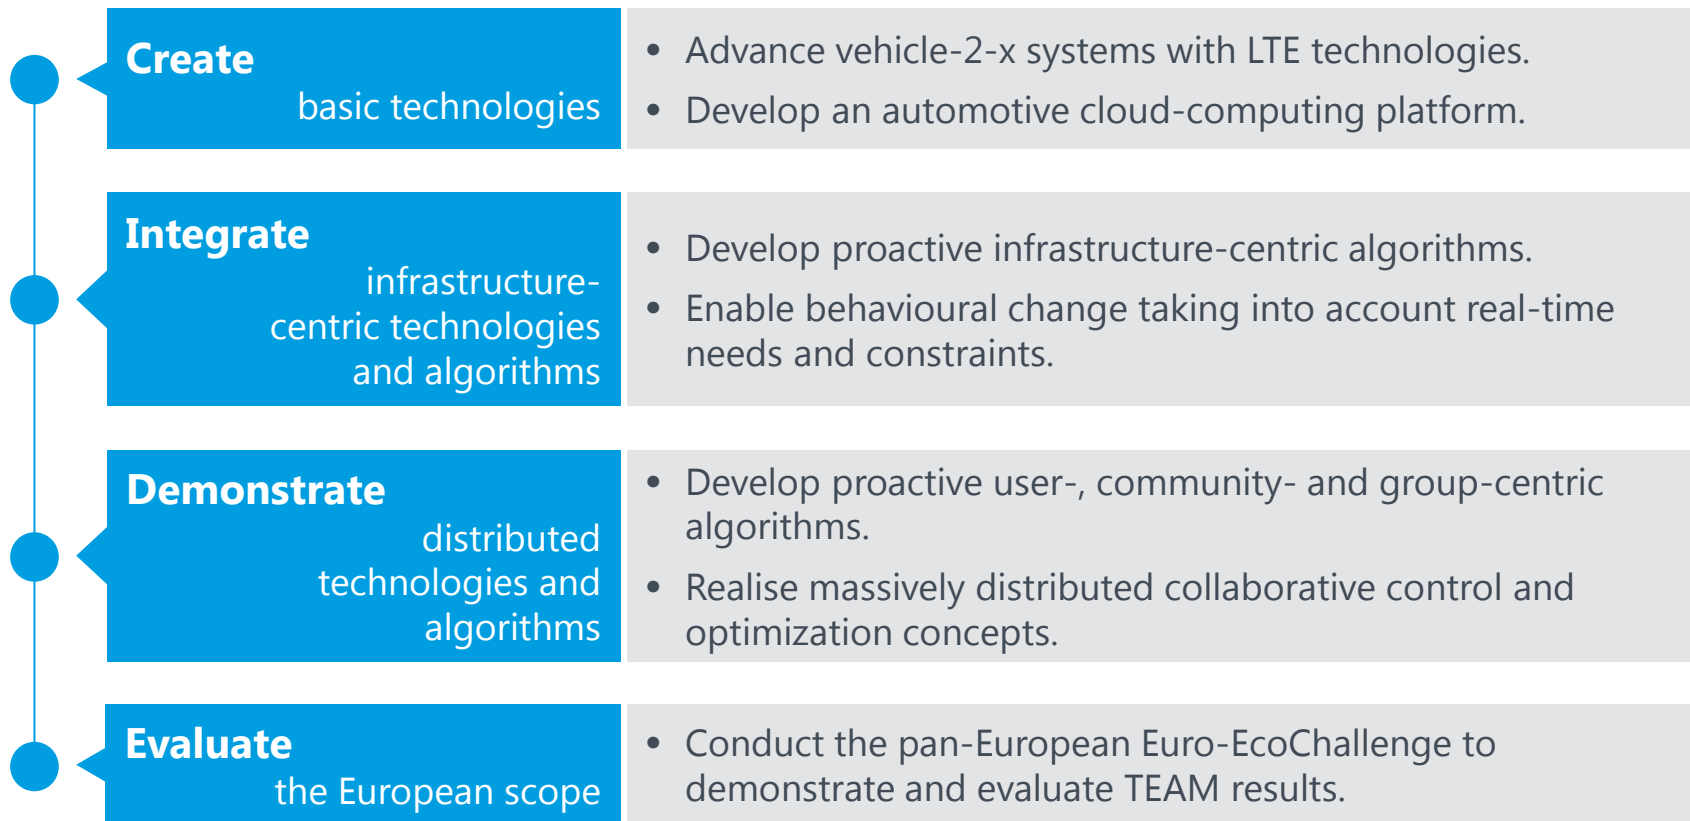 Create
basic technologies
• Advance vehicle-2-x systems with LTE technologies.
• Develop an automotive cloud-computing platform.
Integrate
infrastructure-
centric technologies
and algorithms
• Develop proactive infrastructure-centric algorithms.
• Enable behavioural change taking into account real-time
needs and constraints.
Demonstrate
distributed
technologies and
algorithms
• Develop proactive user-, community- and group-centric
algorithms.
• Realise massively distributed collaborative control and
optimization concepts.
Evaluate
the European scope
• Conduct the pan-European Euro-EcoChallenge to
demonstrate and evaluate TEAM results.